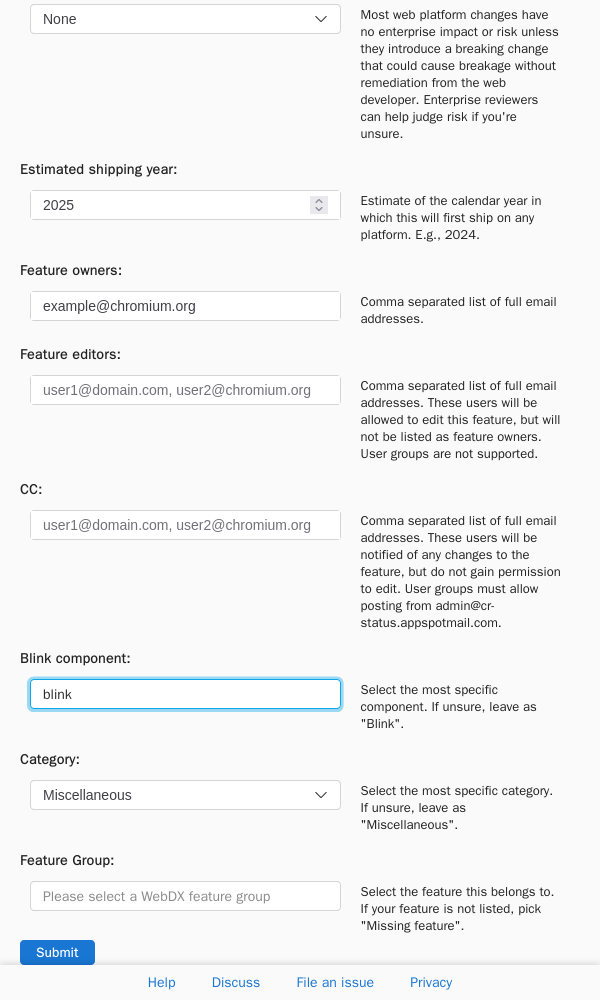 None
Most web platform changes have
no enterprise impact or risk unless
they introduce a breaking change
that could cause breakage without
remediation from the web
developer. Enterprise reviewers
can help judge risk if you're
unsure.
Estimated shipping year:
2025
Estimate of the calendar year in
which this will first ship on any
platform. E.g., 2024.
Feature owners:
example@chromium.org
Comma separated list of full email
addresses.
Feature editors:
user1@domain.com, user2@chromium.org
Comma separated list of full email
addresses. These users will be
allowed to edit this feature, but will
not be listed as feature owners.
User groups are not supported.
CC:
user1@domain.com, user2@chromium.org
Comma separated list of full email
addresses. These users will be
notified of any changes to the
feature, but do not gain permission
to edit. User groups must allow
posting from admin@cr-
status.appspotmail.com.
Blink component:
blink
Select the most specific
component. If unsure, leave as
"Blink".
Category:
Miscellaneous
Select the most specific category.
If unsure, leave as
"Miscellaneous".
Feature Group:
Please select a WebDX feature group
Select the feature this belongs to.
If your feature is not listed, pick
"Missing feature".
Submit
Help Discuss File an issue Privacy